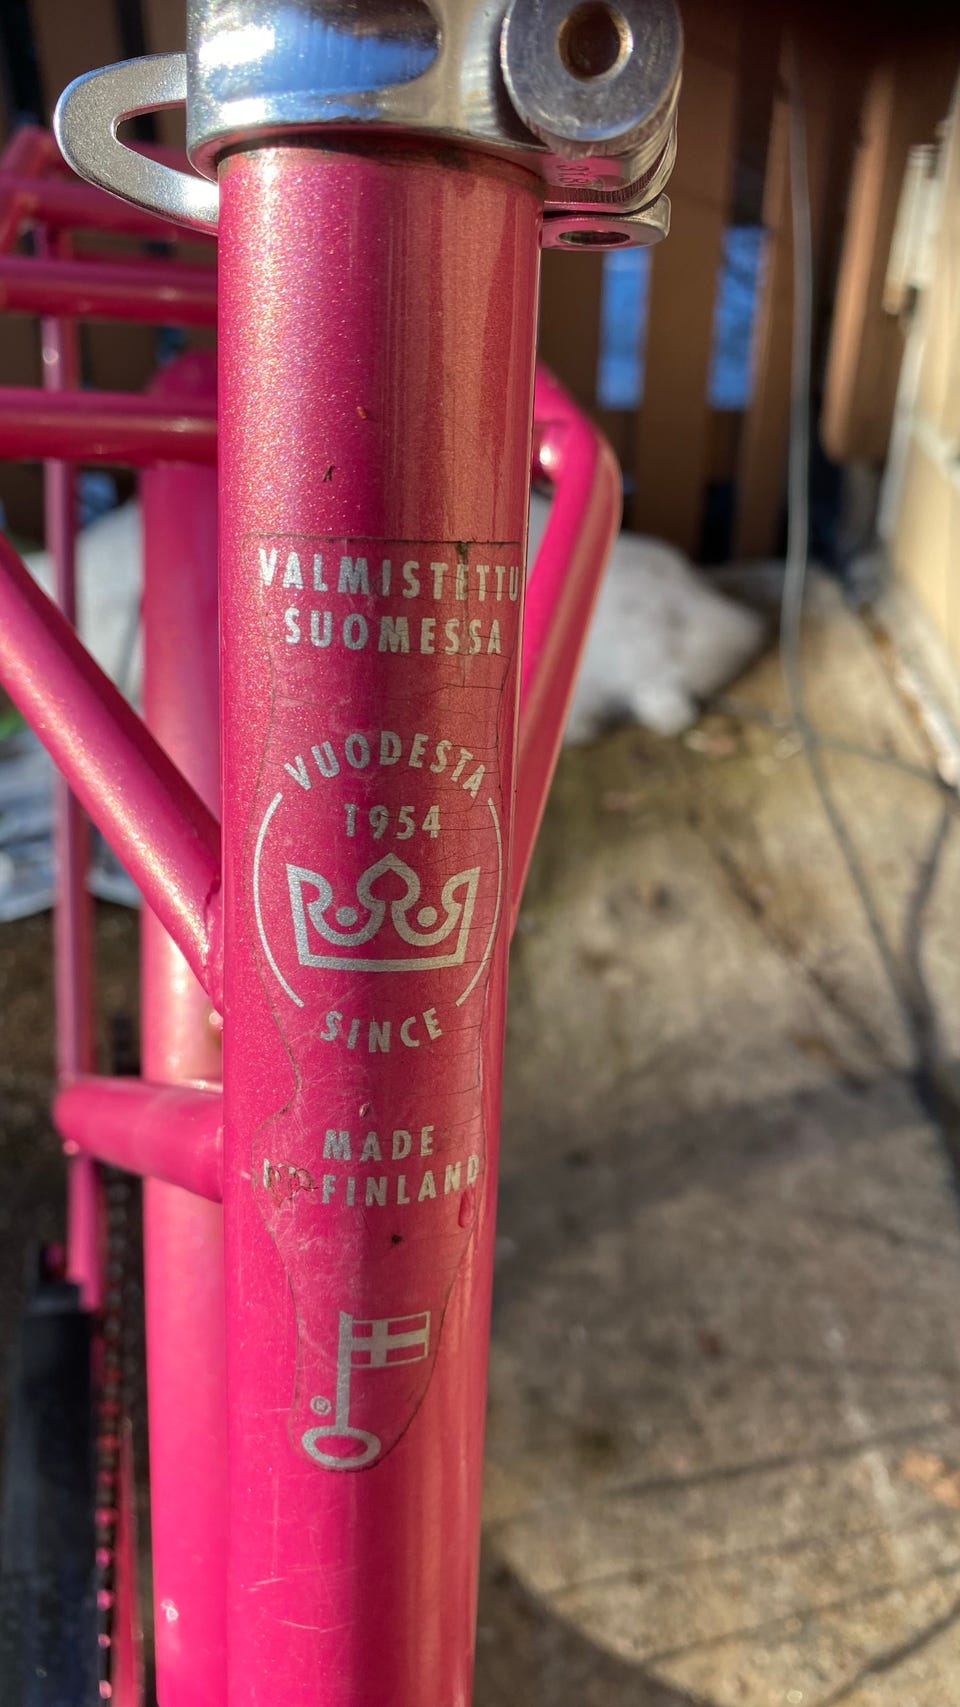 VALMISTETTU
SUOMESSA
VUODESTA
1954
SINCE
MADE
FINLAND
®